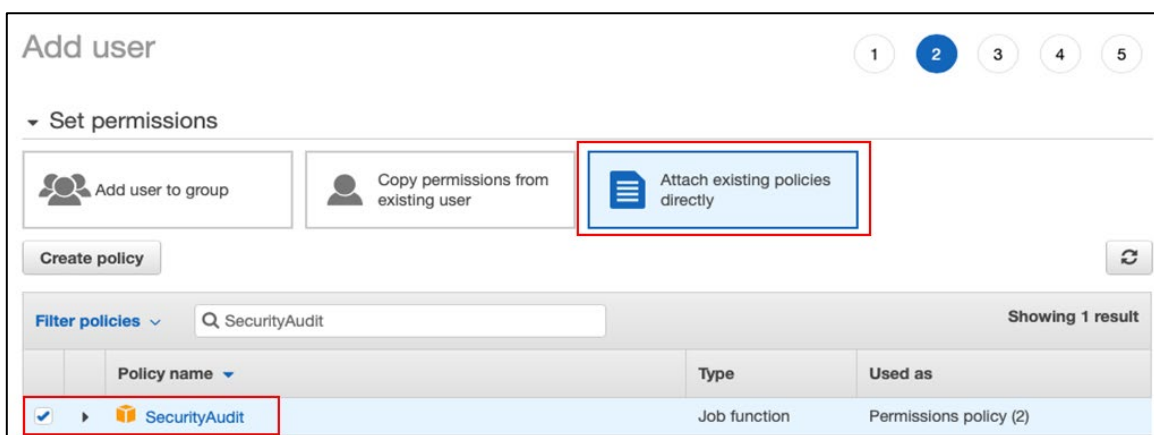 Add user
1 2 3 4 5
Set permissions
Add user to group
Copy permissions from
existing user
Attach existing policies
directly
Create policy
Filter policies
SecurityAudit
Showing 1 result
Policy name Type Used as
SecurityAudit Job function Permissions policy (2)